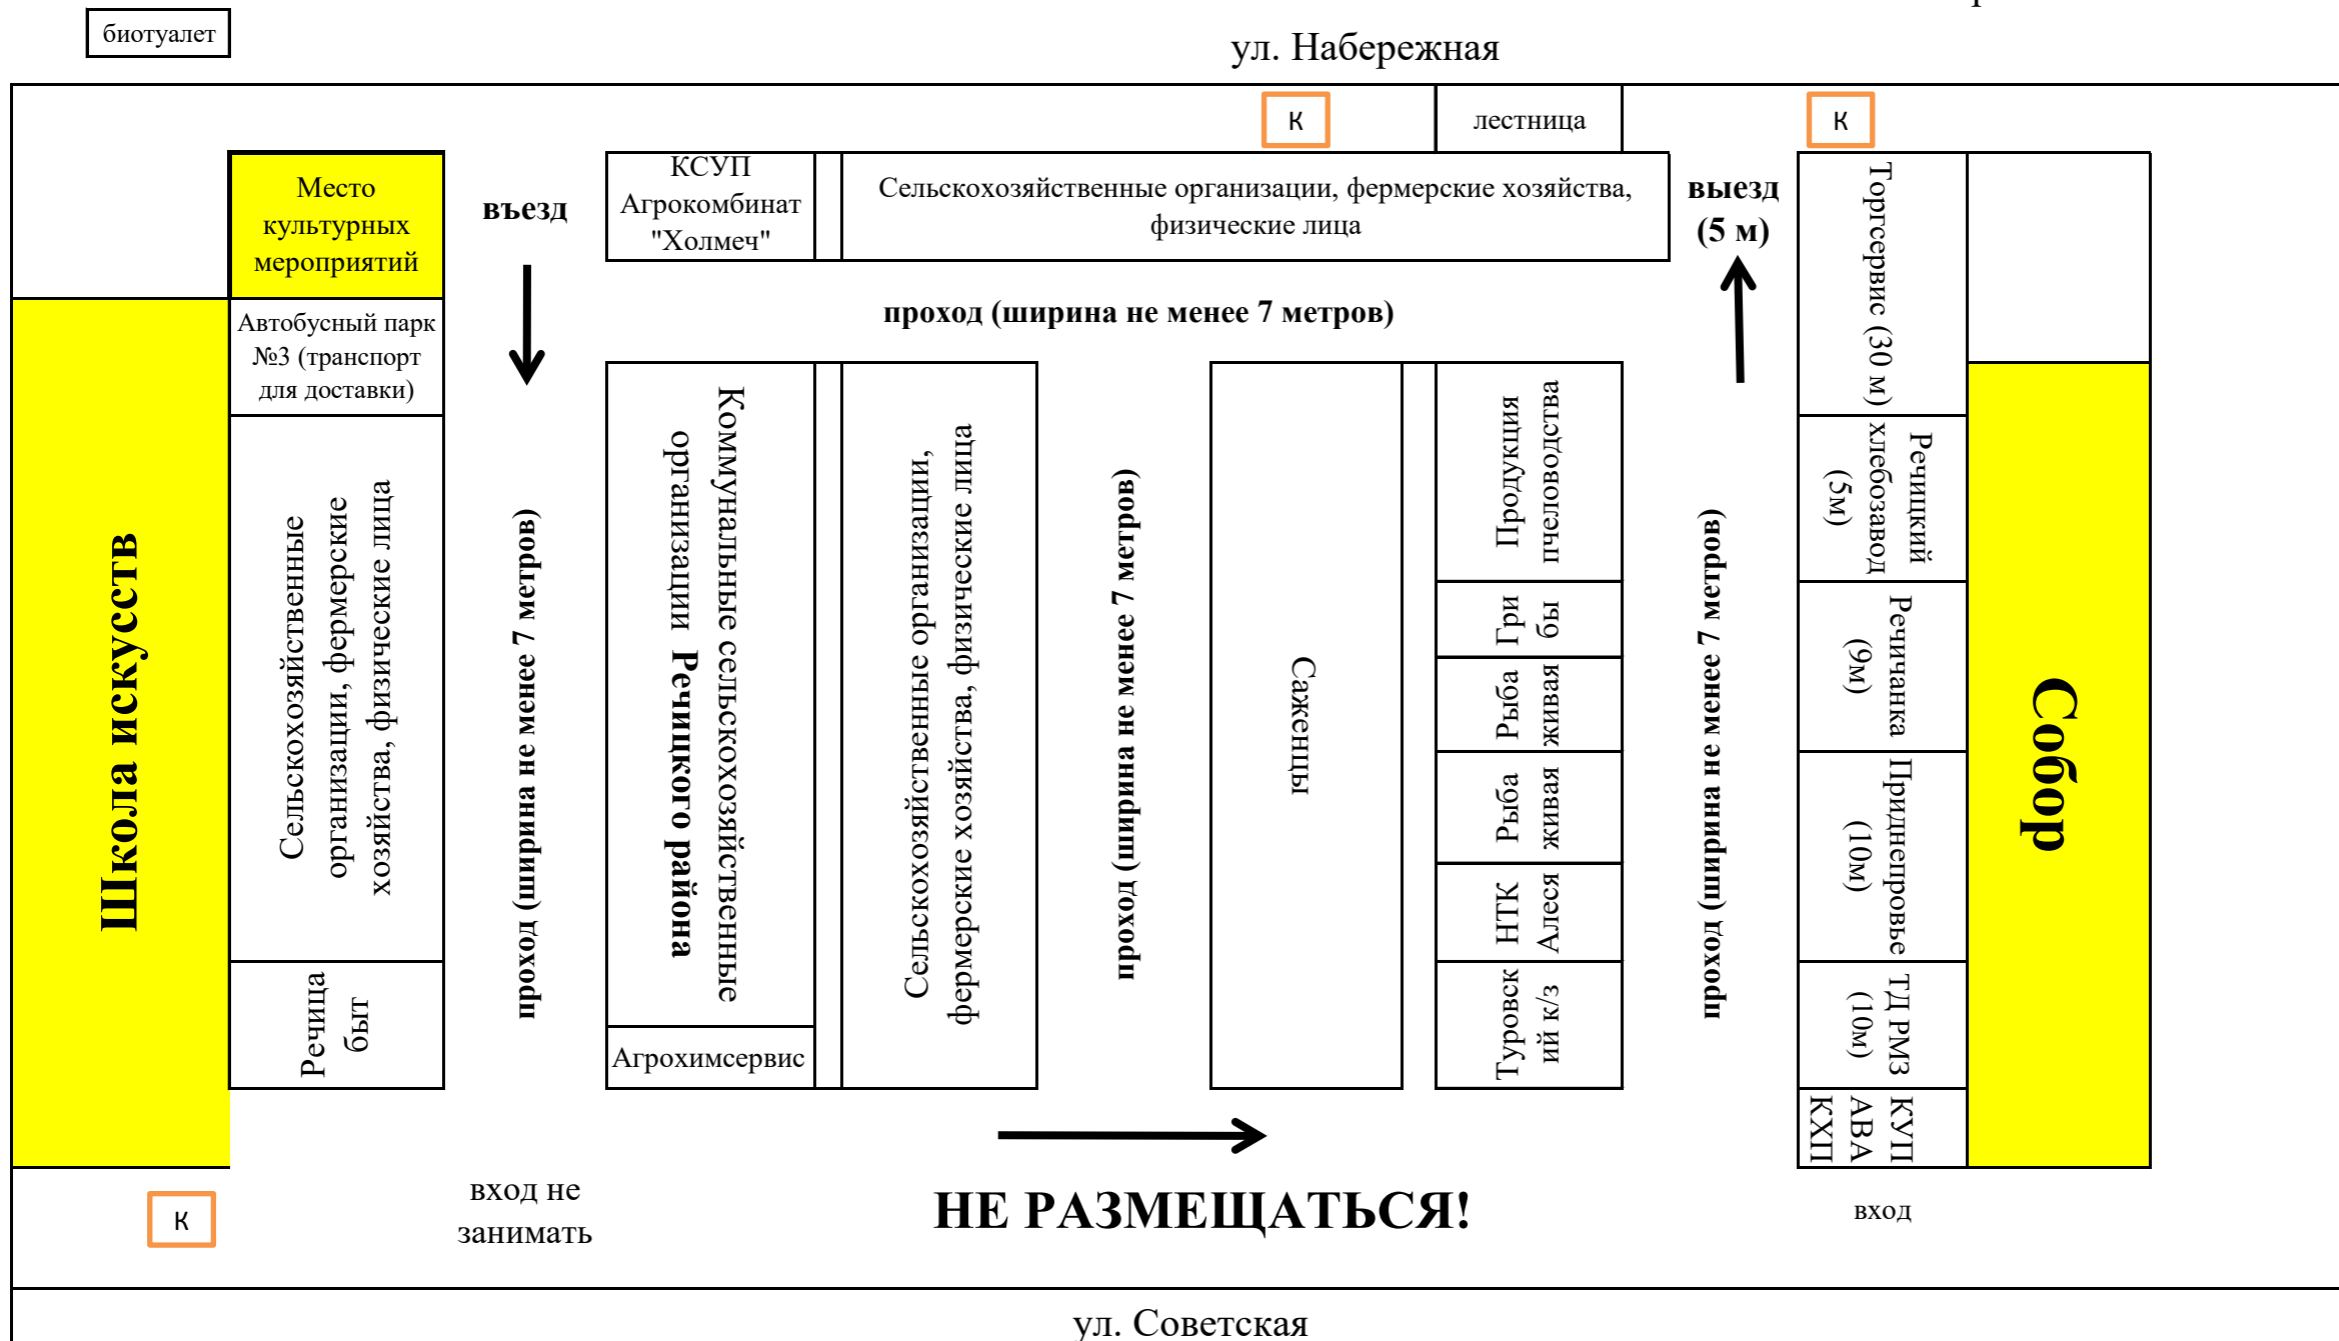 биотуалет
ул. Набережная
К
лестница
К
Место
культурных
мероприятий
въезд
КСУП
Агрокомбинат
"Холмеч"
Сельскохозяйственные организации, фермерские хозяйства,
физические лица
выезд
(5 м)
Торгсервис (30 м)
проход (ширина не менее 7 метров)
Автобусный парк
№3 (транспорт
для доставки)
Школа искусств
Сельскохозяйственные
организации, фермерские
хозяйства, физические лица
Речица
быт
проход (ширина не менее 7 метров)
Коммунальные сельскохозяйственные
организации Речицкого района
Агрохимсервис
Сельскохозяйственные организации,
фермерские хозяйства, физические лица
проход (ширина не менее 7 метров)
Саженцы
Продукция
пчеловодства
Гри
бы
Рыба
живая
Рыба
живая
НТК
Алеся
Туровск
ий к/з
проход (ширина не менее 7 метров)
Речицкий
хлебозавод
(5м)
Речичанка
(9м)
Приднепровье
(10м)
ТД РМЗ
(10м)
КУП
АВА
КХП
Собор
К
вход не
занимать
НЕ РАЗМЕЩАТЬСЯ!
вход
ул. Советская